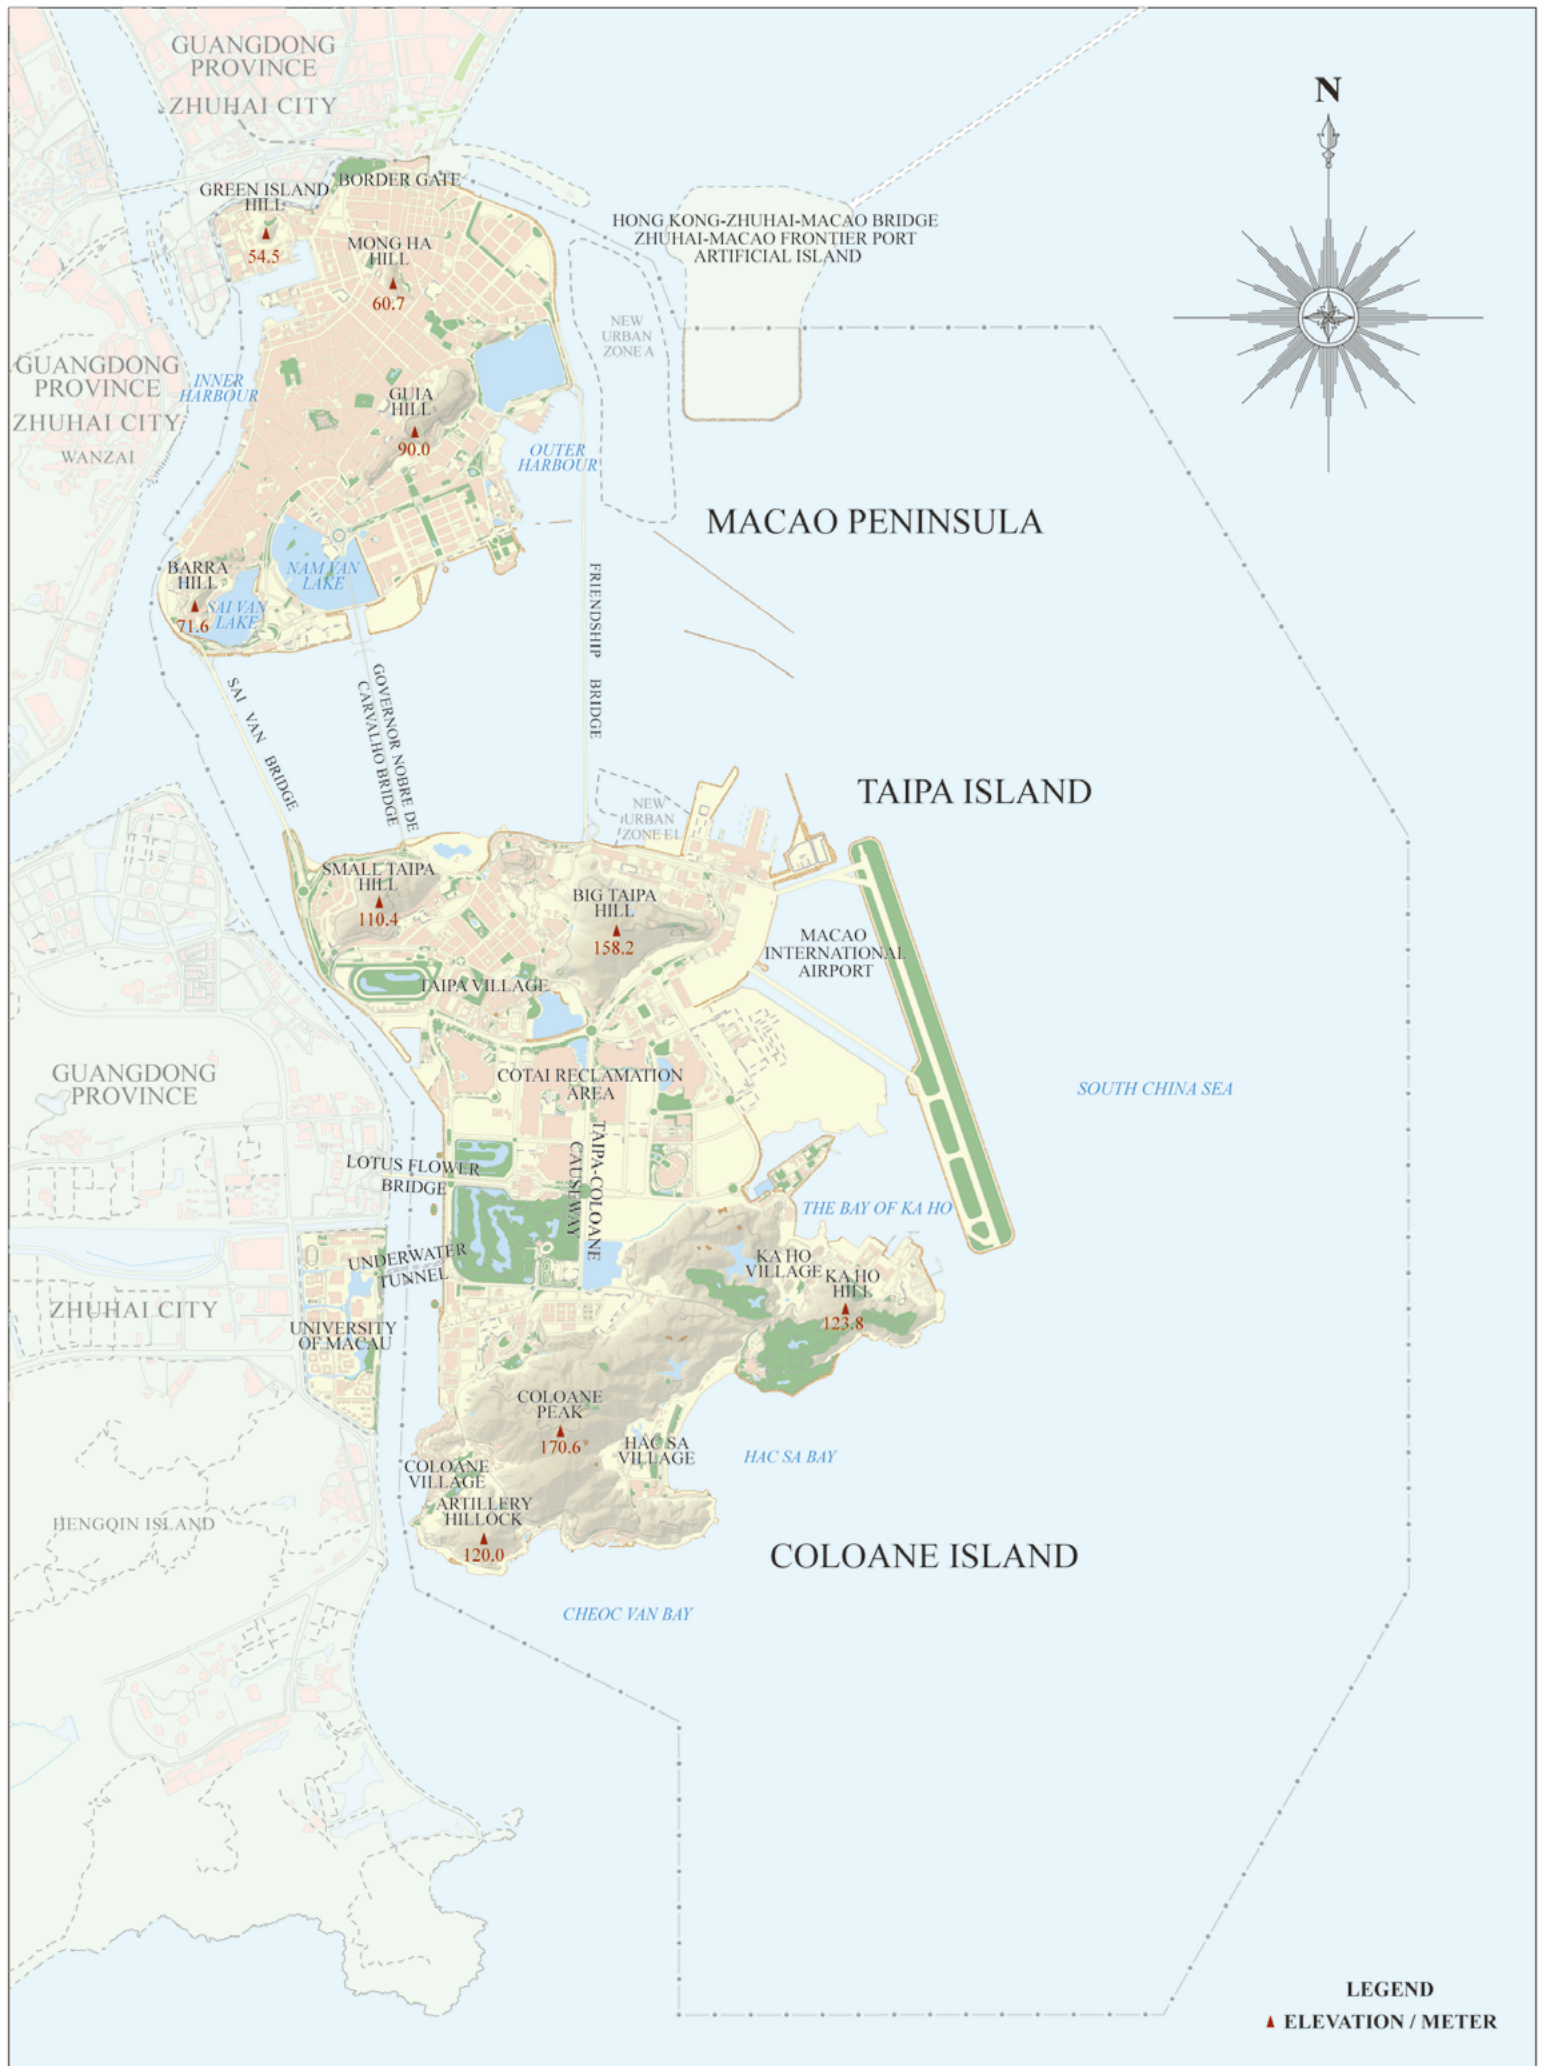 GUANGDONG
PROVINCE
ZHUHAI CITY
N
BORDER GATE
GREEN ISLAND
HILL
54.5
MONG HA
HILL
60.7
HONG KONG-ZHUHAI-MACAO BRIDGE
ZHUHAI-MACAO FRONTIER PORT
ARTIFICIAL ISLAND
NEW
URBAN
ZONE A
GUANGDONG
PROVINCE
ZHUHAI CITY
WANZAI
INNER
HARBOUR
GUIA
HILL
90.0
OUTER
HARBOUR
MACAO PENINSULA
BARRA
HILL
71.6
NAM VAN
LAKE
SAI VAN
LAKE
SAI VAN BRIDGE
GOVERNOR NOBRE DE
CARVALHO BRIDGE
FRIENDSHIP BRIDGE
TAIPA ISLAND
NEW
URBAN
ZONE E1
SMALL TAIPA
HILL
110.4
BIG TAIPA
HILL
158.2
MACAO
INTERNATIONAL
AIRPORT
TAIPA VILLAGE
GUANGDONG
PROVINCE
COTAI RECLAMATION
AREA
SOUTH CHINA SEA
TAIPA-COLOANE
CAUSEWAY
LOTUS FLOWER
BRIDGE
THE BAY OF KA HO
UNDERWATER
TUNNEL
KA HO
VILLAGE
KA HO
HILL
123.8
ZHUHAI CITY
UNIVERSITY
OF MACAU
COLOANE
PEAK
170.6
HAC SA
VILLAGE
HAC SA BAY
COLOANE
VILLAGE
ARTILLERY
HILLOCK
120.0
HENGQIN ISLAND
COLOANE ISLAND
CHEOC VAN BAY
LEGEND
ELEVATION / METER